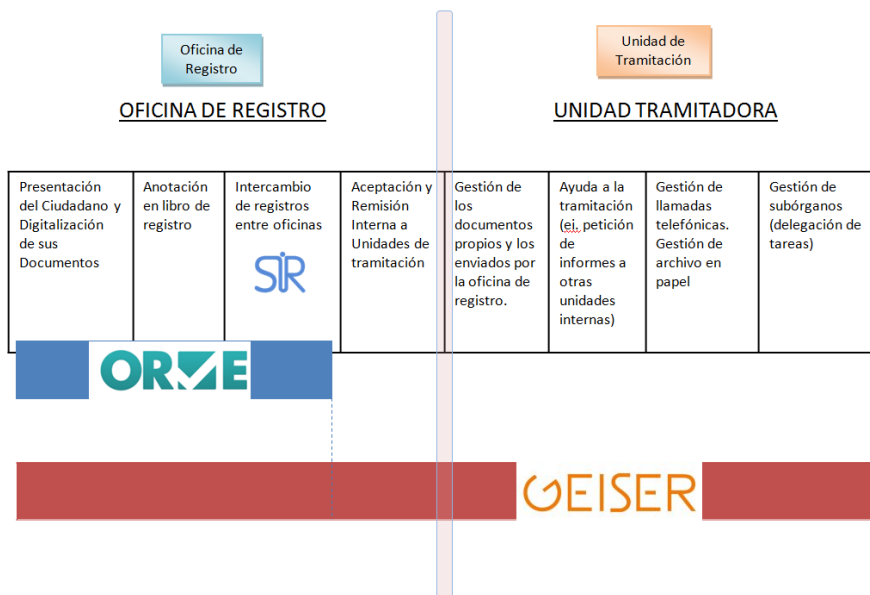 Oficina de
Registro
Unidad de
Tramitación
OFICINA DE REGISTRO
UNIDAD TRAMITADORA
Presentación
del Ciudadano y
Digitalización
de sus
Documentos
Anotación
en libro de
registro
Intercambio
de registros
entre oficinas
SIR
Aceptación y
Remisión
Interna a
Unidades de
tramitación
Gestión de
los
documentos
propios y los
enviados por
la oficina de
registro.
Ayuda a la
tramitación
(ei. petición
de
informes a
otras
unidades
internas)
Gestión de
llamadas
telefónicas.
Gestión de
archivo en
papel
Gestión de
subórganos
(delegación de
tareas)
ORVE
GEISER